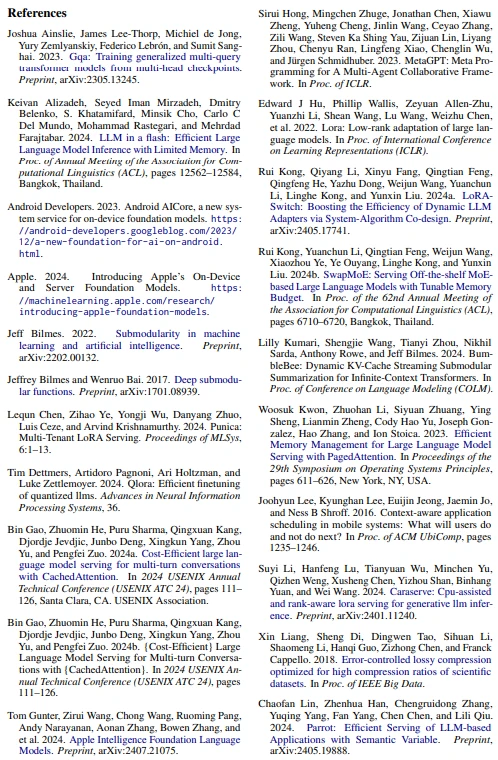 References
Joshua Ainslie, James Lee-Thorp, Michiel de Jong,
Yury Zemlyanskiy, Federico Lebrón, and Sumit Sang-
hai. 2023. Gqa: Training generalized multi-query
transformer models from multi-head checkpoints.
Preprint, arXiv:2305.13245.
Keivan Alizadeh, Seyed Iman Mirzadeh, Dmitry
Belenko, S. Khatamifard, Minsik Cho, Carlo C
Del Mundo, Mohammad Rastegari, and Mehrdad
Farajtabar. 2024. LLM in a flash: Efficient Large
Language Model Inference with Limited Memory. In
Proc. of Annual Meeting of the Association for Com-
putational Linguistics (ACL), pages 12562–12584,
Bangkok, Thailand.
Android Developers. 2023. Android AICore, a new sys-
tem service for on-device foundation models. https:
//android-developers.googleblog.com/2023/
12/a-new-foundation-for-ai-on-android.
html.
Apple. 2024. Introducing Apple's On-Device
and Server Foundation Models. https:
//machinelearning.apple.com/research/
introducing-apple-foundation-models.
Jeff Bilmes. 2022. Submodularity in machine
learning and artificial intelligence. Preprint,
arXiv:2202.00132.
Jeffrey Bilmes and Wenruo Bai. 2017. Deep submodu-
lar functions. Preprint, arXiv:1701.08939.
Lequn Chen, Zihao Ye, Yongji Wu, Danyang Zhuo,
Luis Ceze, and Arvind Krishnamurthy. 2024. Punica:
Multi-Tenant LoRA Serving. Proceedings of MLSys,
6:1–13.
Tim Dettmers, Artidoro Pagnoni, Ari Holtzman, and
Luke Zettlemoyer. 2024. Qlora: Efficient finetuning
of quantized llms. Advances in Neural Information
Processing Systems, 36.
Bin Gao, Zhuomin He, Puru Sharma, Qingxuan Kang,
Djordje Jevdjic, Junbo Deng, Xingkun Yang, Zhou
Yu, and Pengfei Zuo. 2024a. Cost-Efficient large lan-
guage model serving for multi-turn conversations
with CachedAttention. In 2024 USENIX Annual
Technical Conference (USENIX ATC 24), pages 111–
126, Santa Clara, CA. USENIX Association.
Bin Gao, Zhuomin He, Puru Sharma, Qingxuan Kang,
Djordje Jevdjic, Junbo Deng, Xingkun Yang, Zhou
Yu, and Pengfei Zuo. 2024b. {Cost-Efficient} Large
Language Model Serving for Multi-turn Conversa-
tions with {CachedAttention}. In 2024 USENIX An-
nual Technical Conference (USENIX ATC 24), pages
111–126.
Tom Gunter, Zirui Wang, Chong Wang, Ruoming Pang,
Andy Narayanan, Aonan Zhang, Bowen Zhang, and
et al. 2024. Apple Intelligence Foundation Language
Models. Preprint, arXiv:2407.21075.
Sirui Hong, Mingchen Zhuge, Jonathan Chen, Xiawu
Zheng, Yuheng Cheng, Jinlin Wang, Ceyao Zhang,
Zili Wang, Steven Ka Shing Yau, Zijuan Lin, Liyang
Zhou, Chenyu Ran, Lingfeng Xiao, Chenglin Wu, and
Jürgen Schmidhuber. 2023. MetaGPT: Meta Pro-
gramming for A Multi-Agent Collaborative Frame-
work. In Proc. of ICLR.
Edward J Hu, Phillip Wallis, Zeyuan Allen-Zhu,
Yuanzhi Li, Shean Wang, Lu Wang, Weizhu Chen,
et al. 2022. Lora: Low-rank adaptation of large lan-
guage models. In Proc. of International Conference
on Learning Representations (ICLR).
Rui Kong, Qiyang Li, Xinyu Fang, Qingtian Feng,
Qingfeng He, Yazhu Dong, Weijun Wang, Yuanchun
Li, Linghe Kong, and Yunxin Liu. 2024a. LoRA-
Switch: Boosting the Efficiency of Dynamic LLM
Adapters via System-Algorithm Co-design. Preprint,
arXiv:2405.17741.
Rui Kong, Yuanchun Li, Qingtian Feng, Weijun Wang,
Xiaozhou Ye, Ye Ouyang, Linghe Kong, and Yunxin
Liu. 2024b. SwapMoE: Serving Off-the-shelf MoE-
based Large Language Models with Tunable Memory
Budget. In Proc. of the 62nd Annual Meeting of
the Association for Computational Linguistics (ACL),
pages 6710–6720, Bangkok, Thailand.
Lilly Kumari, Shengjie Wang, Tianyi Zhou, Nikhil
Sarda, Anthony Rowe, and Jeff Bilmes. 2024. Bum-
bleBee: Dynamic KV-Cache Streaming Submodular
Summarization for Infinite-Context Transformers. In
Proc. of Conference on Language Modeling (COLM).
Woosuk Kwon, Zhuohan Li, Siyuan Zhuang, Ying
Sheng, Lianmin Zheng, Cody Hao Yu, Joseph Gon-
zalez, Hao Zhang, and Ion Stoica. 2023. Efficient
Memory Management for Large Language Model
Serving with PagedAttention. In Proceedings of the
29th Symposium on Operating Systems Principles,
pages 611–626, New York, NY, USA.
Joohyun Lee, Kyunghan Lee, Euijin Jeong, Jaemin Jo,
and Ness B Shroff. 2016. Context-aware application
scheduling in mobile systems: What will users do
and not do next? In Proc. of ACM UbiComp, pages
1235–1246.
Suyi Li, Hanfeng Lu, Tianyuan Wu, Minchen Yu,
Qizhen Weng, Xusheng Chen, Yizhou Shan, Binhang
Yuan, and Wei Wang. 2024. Caraserve: Cpu-assisted
and rank-aware lora serving for generative llm infer-
ence. Preprint, arXiv:2401.11240.
Xin Liang, Sheng Di, Dingwen Tao, Sihuan Li,
Shaomeng Li, Hanqi Guo, Zizhong Chen, and Franck
Cappello. 2018. Error-controlled lossy compression
optimized for high compression ratios of scientific
datasets. In Proc. of IEEE Big Data.
Chaofan Lin, Zhenhua Han, Chengruidong Zhang,
Yuqing Yang, Fan Yang, Chen Chen, and Lili Qiu.
2024. Parrot: Efficient Serving of LLM-based
Applications with Semantic Variable. Preprint,
arXiv:2405.19888.